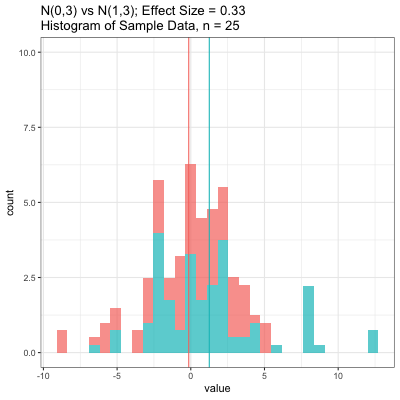 N(0,3) vs N(1,3); Effect Size = 0.33
Histogram of Sample Data, n = 25
10.0
7.5
5.0
2.5
0.0
count
-10
-5
0
5
10
value